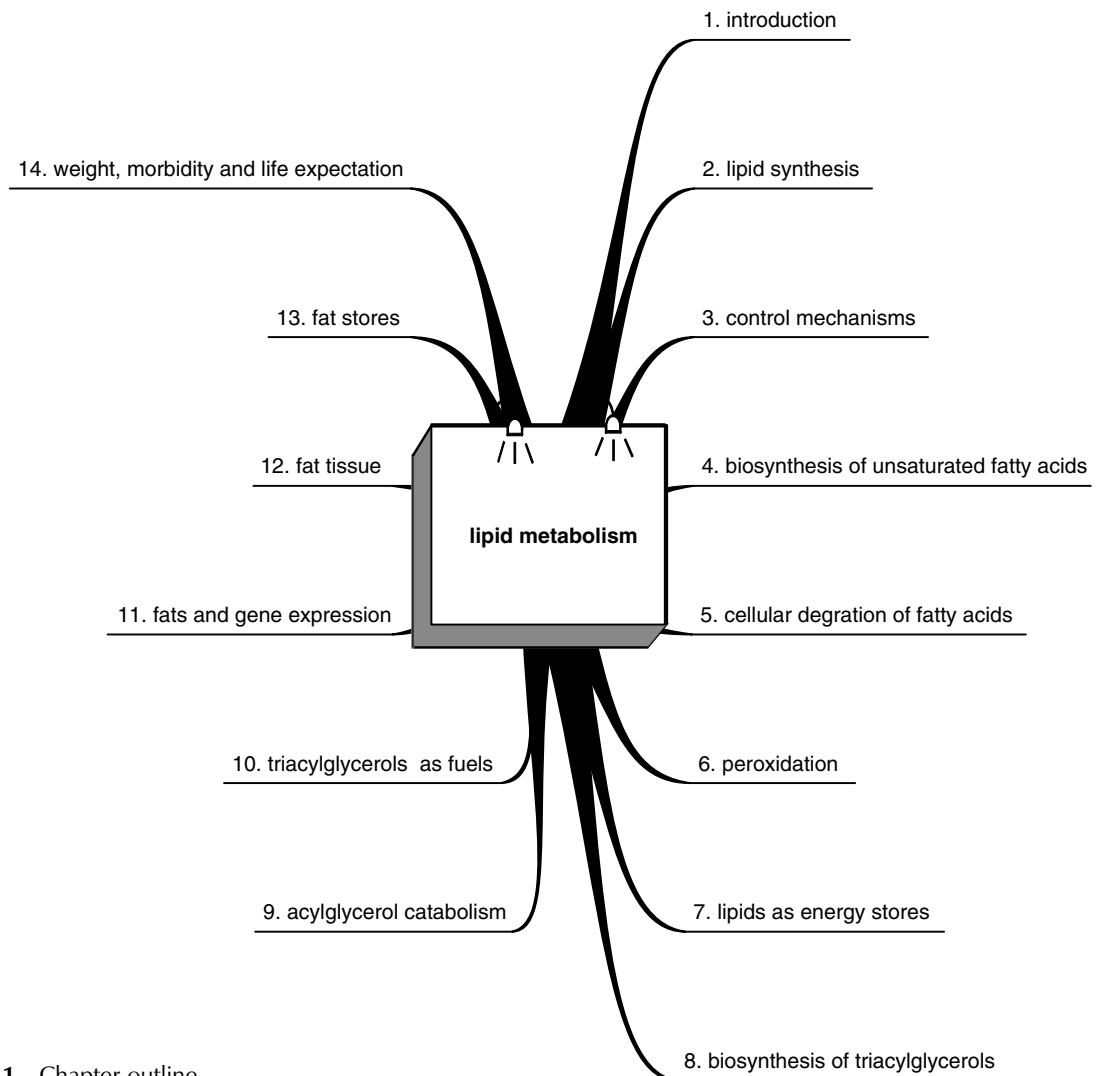 1. introduction
14. weight, morbidity and life expectation
2. lipid synthesis
13. fat stores
3. control mechanisms
12. fat tissue
4. biosynthesis of unsaturated fatty acids
lipid metabolism
11. fats and gene expression
5. cellular degration of fatty acids
10. triacylglycerols as fuels
6. peroxidation
9. acylglycerol catabolism
7. lipids as energy stores
8. biosynthesis of triacylglycerols
1 Chapter outline